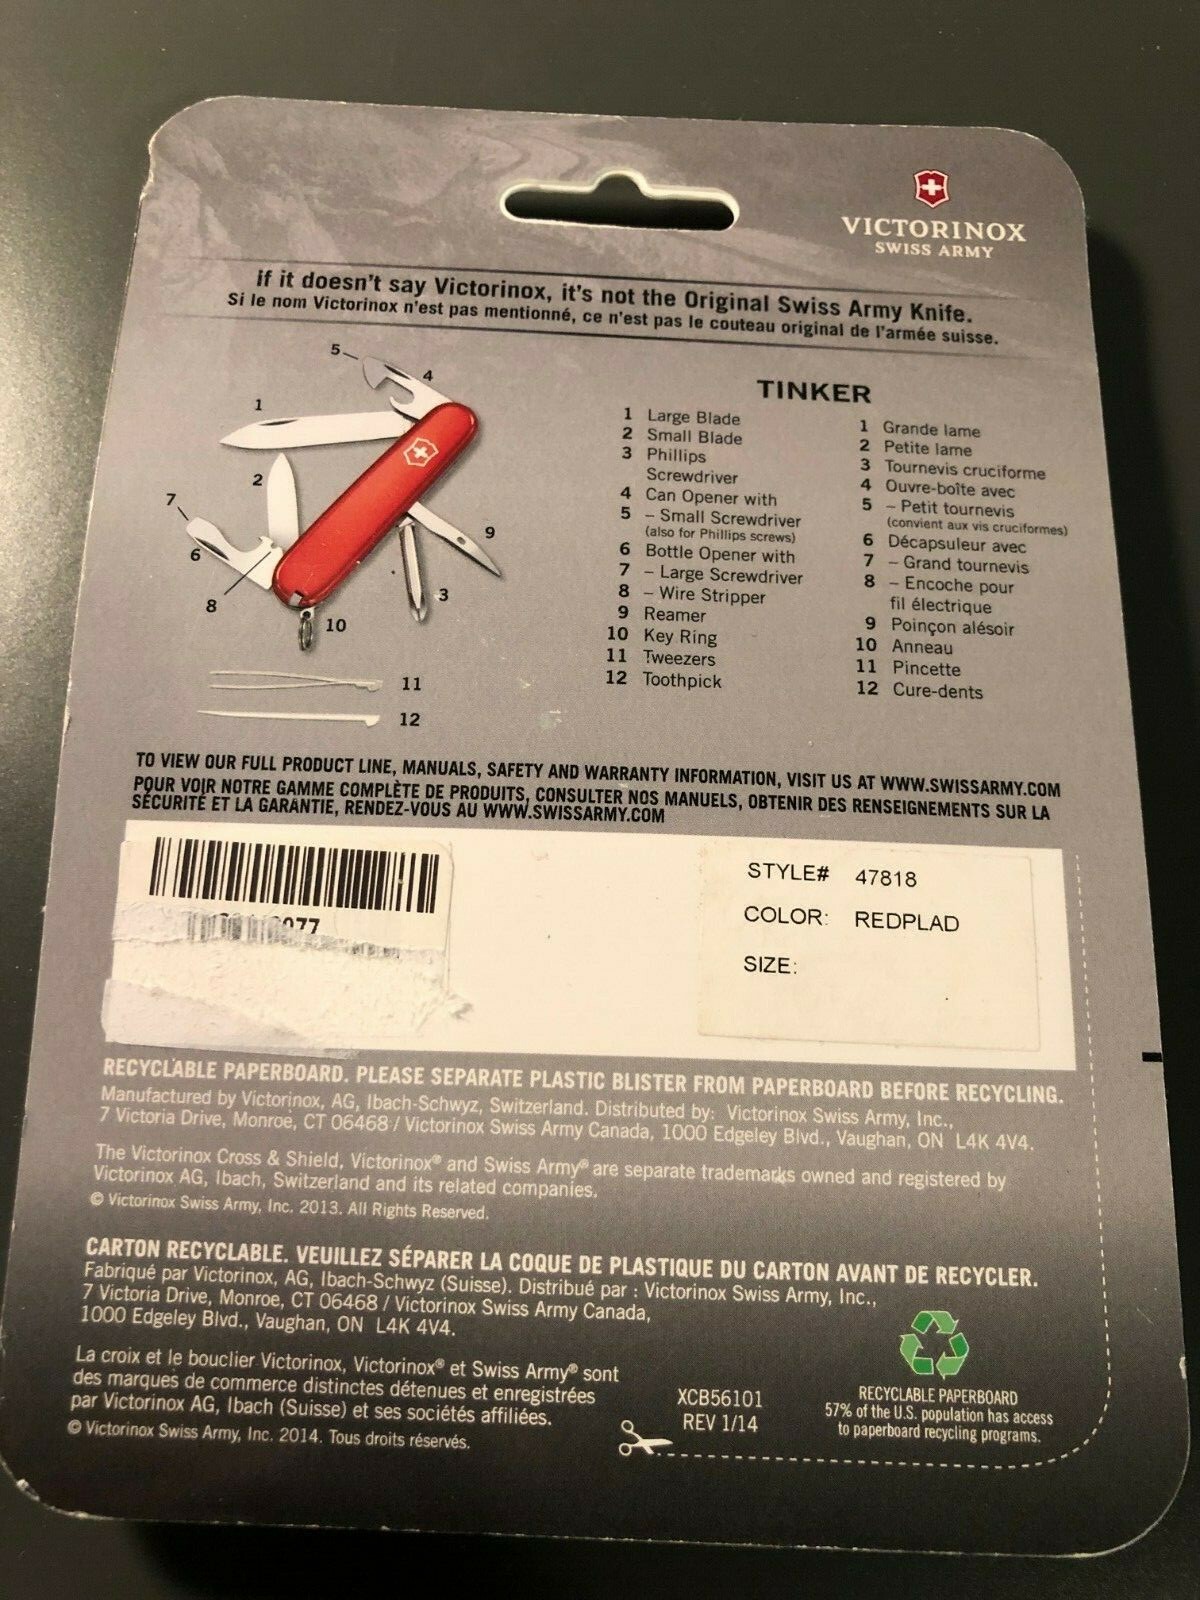 VICTORINOX
SWISS ARMY
if it doesn't say Victorinox, it's not the Original Swiss Army Knife.
Si le nom Victorinox n'est pas mentionné, ce n'est pas le couteau original de l'armée suisse.
5
4
1
2
7
6
8
9
3
10
11
12
TINKER
1 Large Blade
2 Small Blade
3 Phillips
Screwdriver
4 Can Opener with
5 – Small Screwdriver
(also for Phillips screws)
6 Bottle Opener with
7 – Large Screwdriver
8 – Wire Stripper
9 Reamer
10 Key Ring
11 Tweezers
12 Toothpick
1 Grande lame
2 Petite lame
3 Tournevis cruciforme
4 Ouvre-boîte avec
5 – Petit tournevis
(convient aux vis cruciformes)
6 Décapsuleur avec
7 – Grand tournevis
8 – Encoche pour
fil électrique
9 Poinçon alésoir
10 Anneau
11 Pincette
12 Cure-dents
TO VIEW OUR FULL PRODUCT LINE, MANUALS, SAFETY AND WARRANTY INFORMATION, VISIT US AT WWW.SWISSARMY.COM
POUR VOIR NOTRE GAMME COMPLÈTE DE PRODUITS, CONSULTER NOS MANUELS, OBTENIR DES RENSEIGNEMENTS SUR LA
SÉCURITÉ ET LA GARANTIE, RENDEZ-VOUS AU WWW.SWISSARMY.COM
077
STYLE# 47818
COLOR: REDPLAD
SIZE:
RECYCLABLE PAPERBOARD. PLEASE SEPARATE PLASTIC BLISTER FROM PAPERBOARD BEFORE RECYCLING.
Manufactured by Victorinox, AG, Ibach-Schwyz, Switzerland. Distributed by: Victorinox Swiss Army, Inc.,
7 Victoria Drive, Monroe, CT 06468 / Victorinox Swiss Army Canada, 1000 Edgeley Blvd., Vaughan, ON L4K 4V4.
The Victorinox Cross & Shield, Victorinox® and Swiss Army® are separate trademarks owned and registered by
Victorinox AG, Ibach, Switzerland and its related companies.
© Victorinox Swiss Army, Inc. 2013. All Rights Reserved.
CARTON RECYCLABLE. VEUILLEZ SÉPARER LA COQUE DE PLASTIQUE DU CARTON AVANT DE RECYCLER.
Fabriqué par Victorinox, AG, Ibach-Schwyz (Suisse). Distribué par : Victorinox Swiss Army, Inc.,
7 Victoria Drive, Monroe, CT 06468 / Victorinox Swiss Army Canada,
1000 Edgeley Blvd., Vaughan, ON L4K 4V4.
La croix et le bouclier Victorinox, Victorinox® et Swiss Army® sont
des marques de commerce distinctes détenues et enregistrées
par Victorinox AG, Ibach (Suisse) et ses sociétés affiliées.
© Victorinox Swiss Army, Inc. 2014. Tous droits réservés.
XCB56101
REV 1/14
RECYCLABLE PAPERBOARD
57% of the U.S. population has access
to paperboard recycling programs.